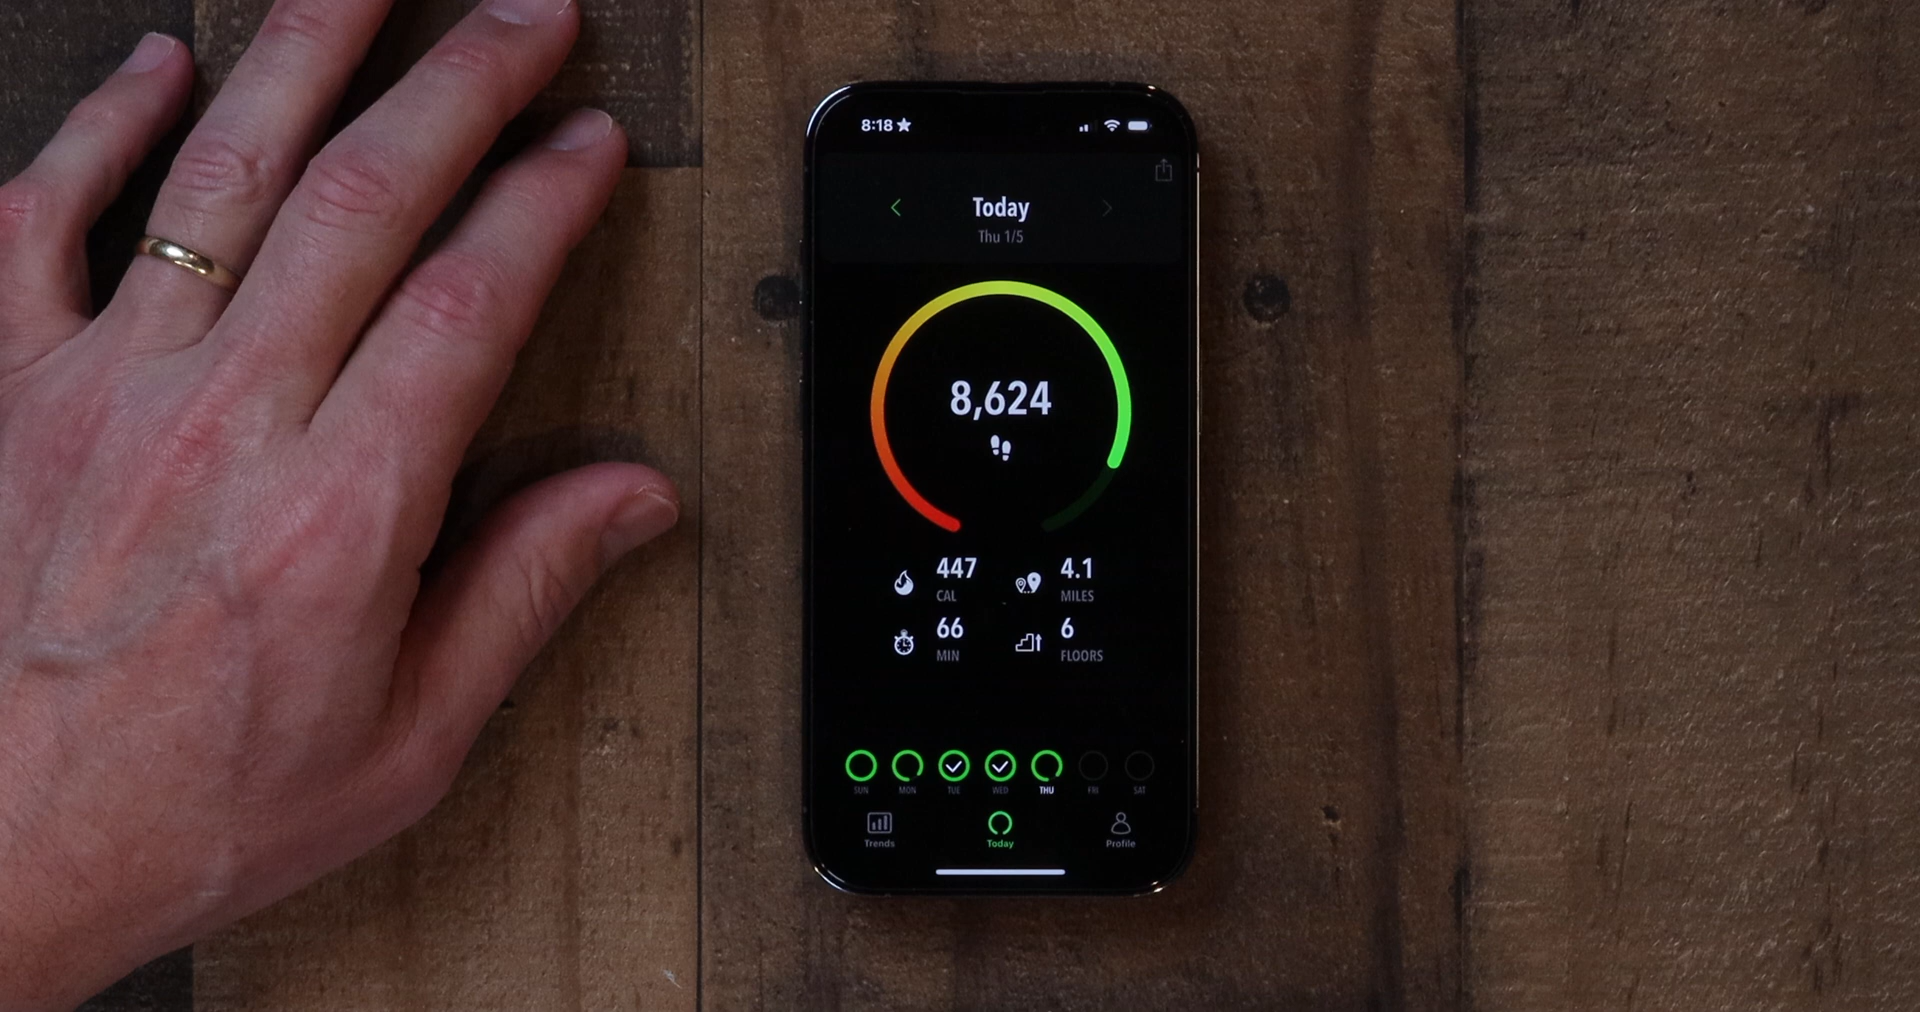 8:18
Today
Thu 1/5
8,624
447
CAL
4.1
MILES
66
MIN
6
FLOORS
SUN MON TUE WED THU FRI SAT
Trends Today Profile